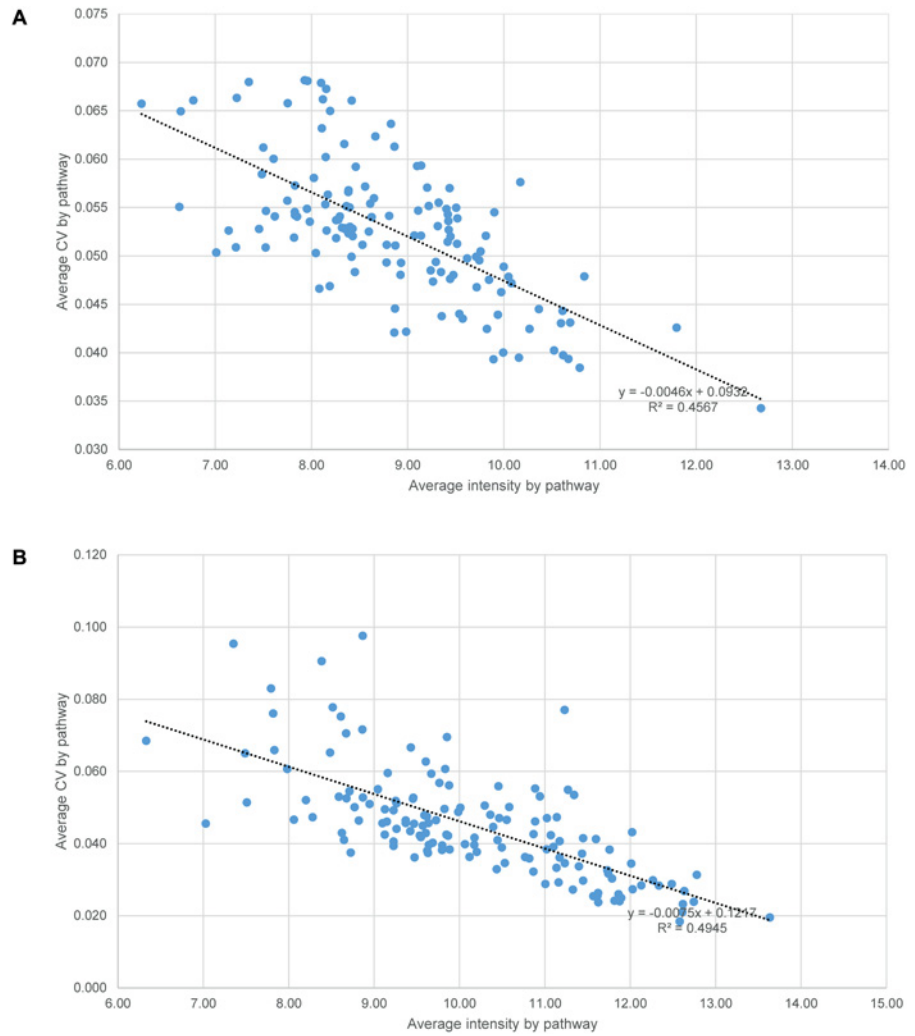 A
0.075
0.070
0.065
0.060
0.055
0.050
0.045
0.040
0.035
0.030
Average CV by pathway
y = -0.0046x + 0.0932
R² = 0.4567
6.00 7.00 8.00 9.00 10.00 11.00 12.00 13.00 14.00
Average intensity by pathway
B
0.120
0.100
0.080
0.060
0.040
0.020
0.000
Average CV by pathway
y = -0.0075x + 0.1217
R² = 0.4945
6.00 7.00 8.00 9.00 10.00 11.00 12.00 13.00 14.00 15.00
Average intensity by pathway